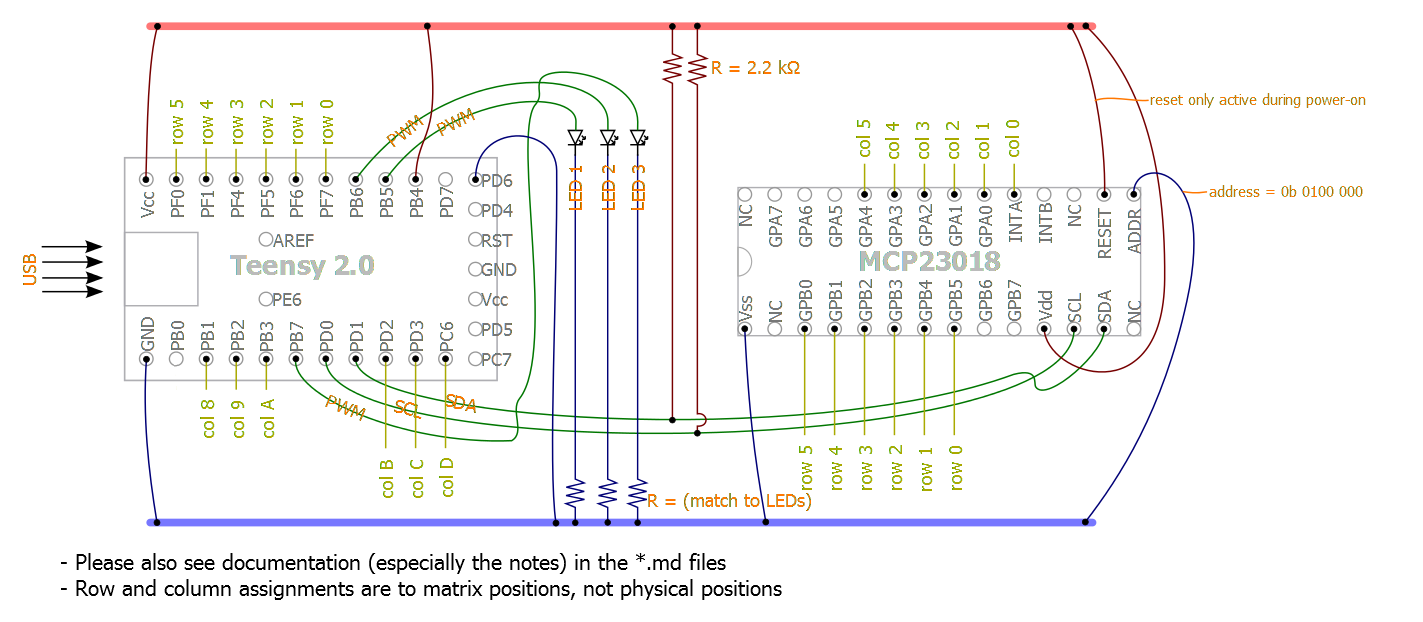 R = 2.2 kΩ
reset only active during power-on
row 5
row 4
row 3
row 2
row 1
row 0
PWM
PWM
col 5
col 4
col 3
col 2
col 1
col 0
address = 0b 0100 000
Vcc
PF0
PF1
PF4
PF5
PF6
PF7
PB6
PB5
PB4
PD7
PD6
PD4
RST
GND
Vcc
PD5
PC7
AREF
Teensy 2.0
PE6
USB
GND
PB0
PB1
PB2
PB3
PB7
PD0
PD1
PD2
PD3
PC6
LED 1
LED 2
LED 3
NC
GPA7
GPA6
GPA5
GPA4
GPA3
GPA2
GPA1
GPA0
INTA
INTB
NC
RESET
ADDR
MCP23018
Vss
NC
GPB0
GPB1
GPB2
GPB3
GPB4
GPB5
GPB6
GPB7
Vdd
SCL
SDA
NC
col 8
col 9
col A
PWM
SCL
SDA
col B
col C
col D
row 5
row 4
row 3
row 2
row 1
row 0
R = (match to LEDs)
- Please also see documentation (especially the notes) in the *.md files
- Row and column assignments are to matrix positions, not physical positions